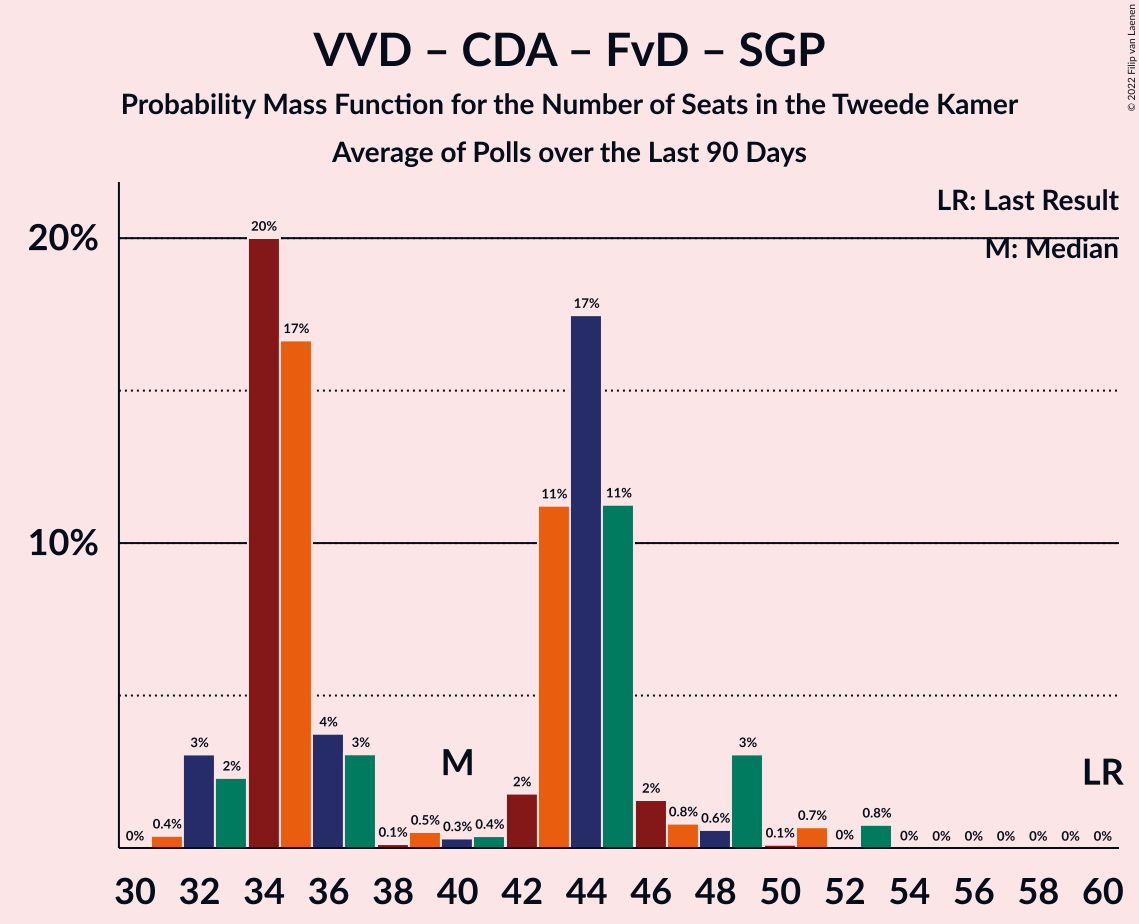 VVD – CDA – FvD – SGP
Probability Mass Function for the Number of Seats in the Tweede Kamer
Average of Polls over the Last 90 Days
© 2022 Filip van Laenen
LR: Last Result
M: Median
20%
10%
0% 0.4% 3% 2% 20% 17% 4% 3% 0.1% 0.5% 0.3% 0.4% 2% 11% 17% 11% 2% 0.8% 0.6% 3% 0.1% 0.7% 0% 0.8% 0% 0% 0% 0% 0% 0% 0%
M
LR
30 32 34 36 38 40 42 44 46 48 50 52 54 56 58 60